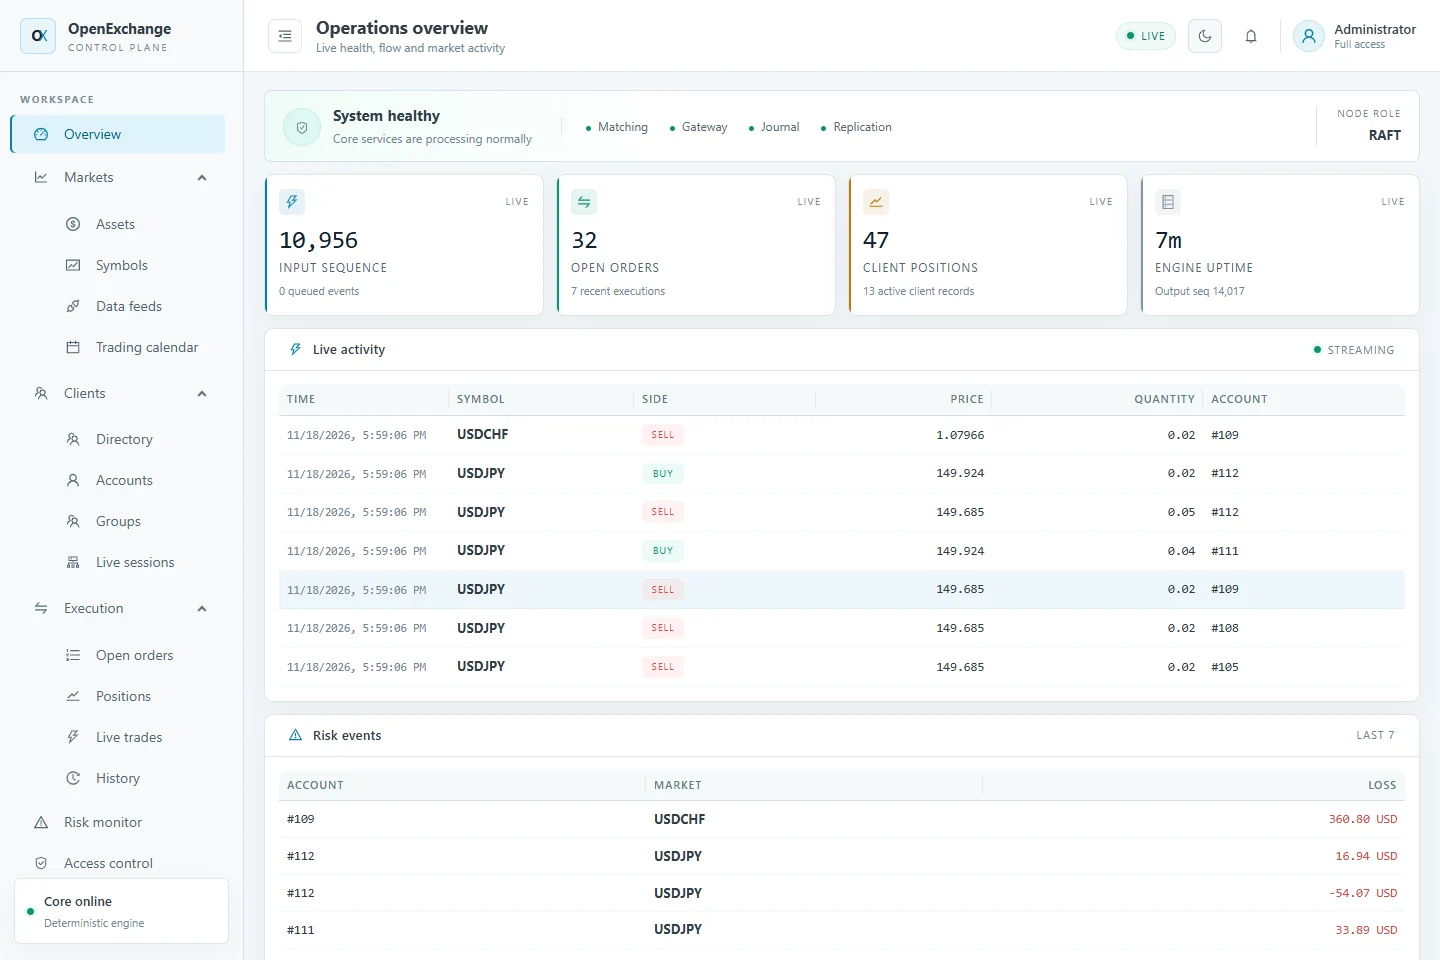 OX
OpenExchange
CONTROL PLANE
Operations overview
Live health, flow and market activity
LIVE
Administrator
Full access
WORKSPACE
Overview
Markets
Assets
Symbols
Data feeds
Trading calendar
Clients
Directory
Accounts
Groups
Live sessions
Execution
Open orders
Positions
Live trades
History
Risk monitor
Access control
Core online
Deterministic engine
System healthy
Core services are processing normally
Matching Gateway Journal Replication
NODE ROLE
RAFT
LIVE
10,956
INPUT SEQUENCE
0 queued events
LIVE
32
OPEN ORDERS
7 recent executions
LIVE
47
CLIENT POSITIONS
13 active client records
LIVE
7m
ENGINE UPTIME
Output seq 14,017
Live activity STREAMING
TIME SYMBOL SIDE PRICE QUANTITY ACCOUNT
11/18/2026, 5:59:06 PM USDCHF SELL 1.07966 0.02 #109
11/18/2026, 5:59:06 PM USDJPY BUY 149.924 0.02 #112
11/18/2026, 5:59:06 PM USDJPY SELL 149.685 0.05 #112
11/18/2026, 5:59:06 PM USDJPY BUY 149.924 0.04 #111
11/18/2026, 5:59:06 PM USDJPY SELL 149.685 0.02 #109
11/18/2026, 5:59:06 PM USDJPY SELL 149.685 0.02 #108
11/18/2026, 5:59:06 PM USDJPY SELL 149.685 0.02 #105
Risk events LAST 7
ACCOUNT MARKET LOSS
#109 USDCHF 360.80 USD
#112 USDJPY 16.94 USD
#112 USDJPY -54.07 USD
#111 USDJPY 33.89 USD